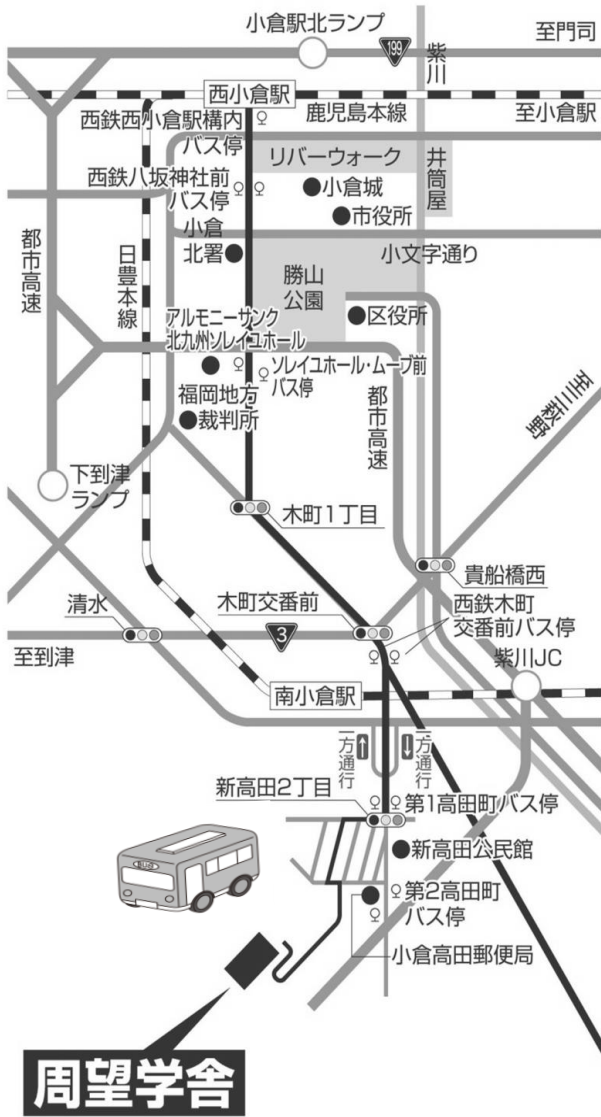 小倉駅北ランプ
199
至門司
紫川
西小倉駅
鹿児島本線
至小倉駅
西鉄西小倉駅構内
バス停
リバーウォーク
井筒屋
西鉄八坂神社前
バス停
小倉城
市役所
小倉
北署
小文字通り
都市高速
日豊本線
勝山
公園
アルモニーサンク
北九州ソレイユホール
区役所
ソレイユホール・ムーブ前
バス停
福岡地方
裁判所
都市高速
至三萩野
下到津
ランプ
木町1丁目
貴船橋西
清水
木町交番前
西鉄木町
交番前バス停
3
至到津
紫川JC
南小倉駅
一方通行
一方通行
新高田2丁目
第1高田町バス停
新高田公民館
第2高田町
バス停
小倉高田郵便局
周望学舎